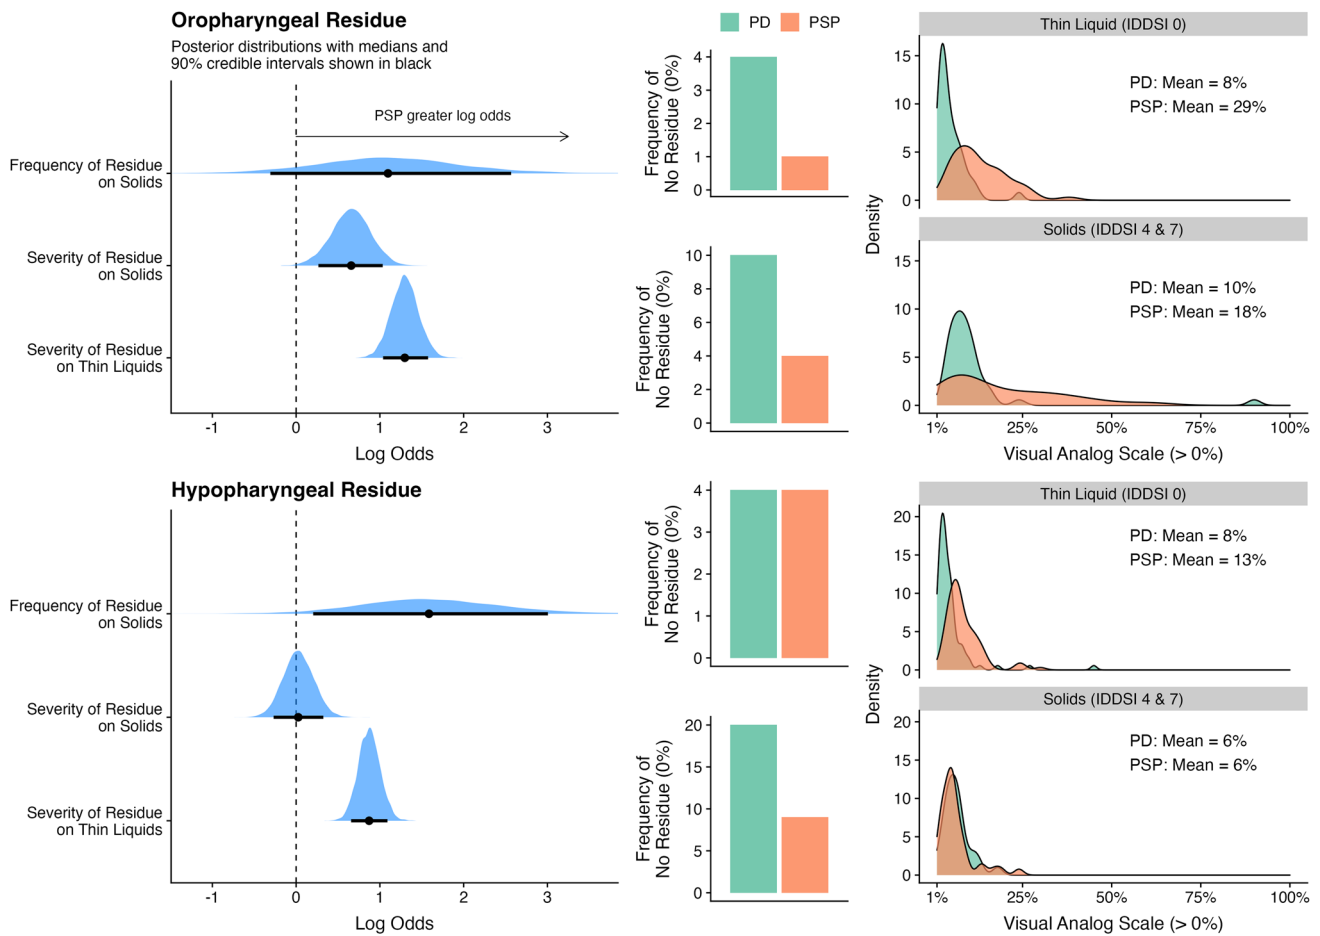 Oropharyngeal Residue
Posterior distributions with medians and
90% credible intervals shown in black
PSP greater log odds
Frequency of Residue
on Solids
Severity of Residue
on Solids
Severity of Residue
on Thin Liquids
-1 0 1 2 3
Log Odds
PD PSP
Frequency of
No Residue (0%)
4
3
2
1
0
Frequency of
No Residue (0%)
10
8
6
4
2
0
Density
Thin Liquid (IDDSI 0)
15
10
5
0
PD: Mean = 8%
PSP: Mean = 29%
Solids (IDDSI 4 & 7)
15
10
5
0
PD: Mean = 10%
PSP: Mean = 18%
1% 25% 50% 75% 100%
Visual Analog Scale (> 0%)
Hypopharyngeal Residue
Frequency of Residue
on Solids
Severity of Residue
on Solids
Severity of Residue
on Thin Liquids
-1 0 1 2 3
Log Odds
Frequency of
No Residue (0%)
4
3
2
1
0
Frequency of
No Residue (0%)
20
15
10
5
0
Density
Thin Liquid (IDDSI 0)
20
15
10
5
0
PD: Mean = 8%
PSP: Mean = 13%
Solids (IDDSI 4 & 7)
20
15
10
5
0
PD: Mean = 6%
PSP: Mean = 6%
1% 25% 50% 75% 100%
Visual Analog Scale (> 0%)